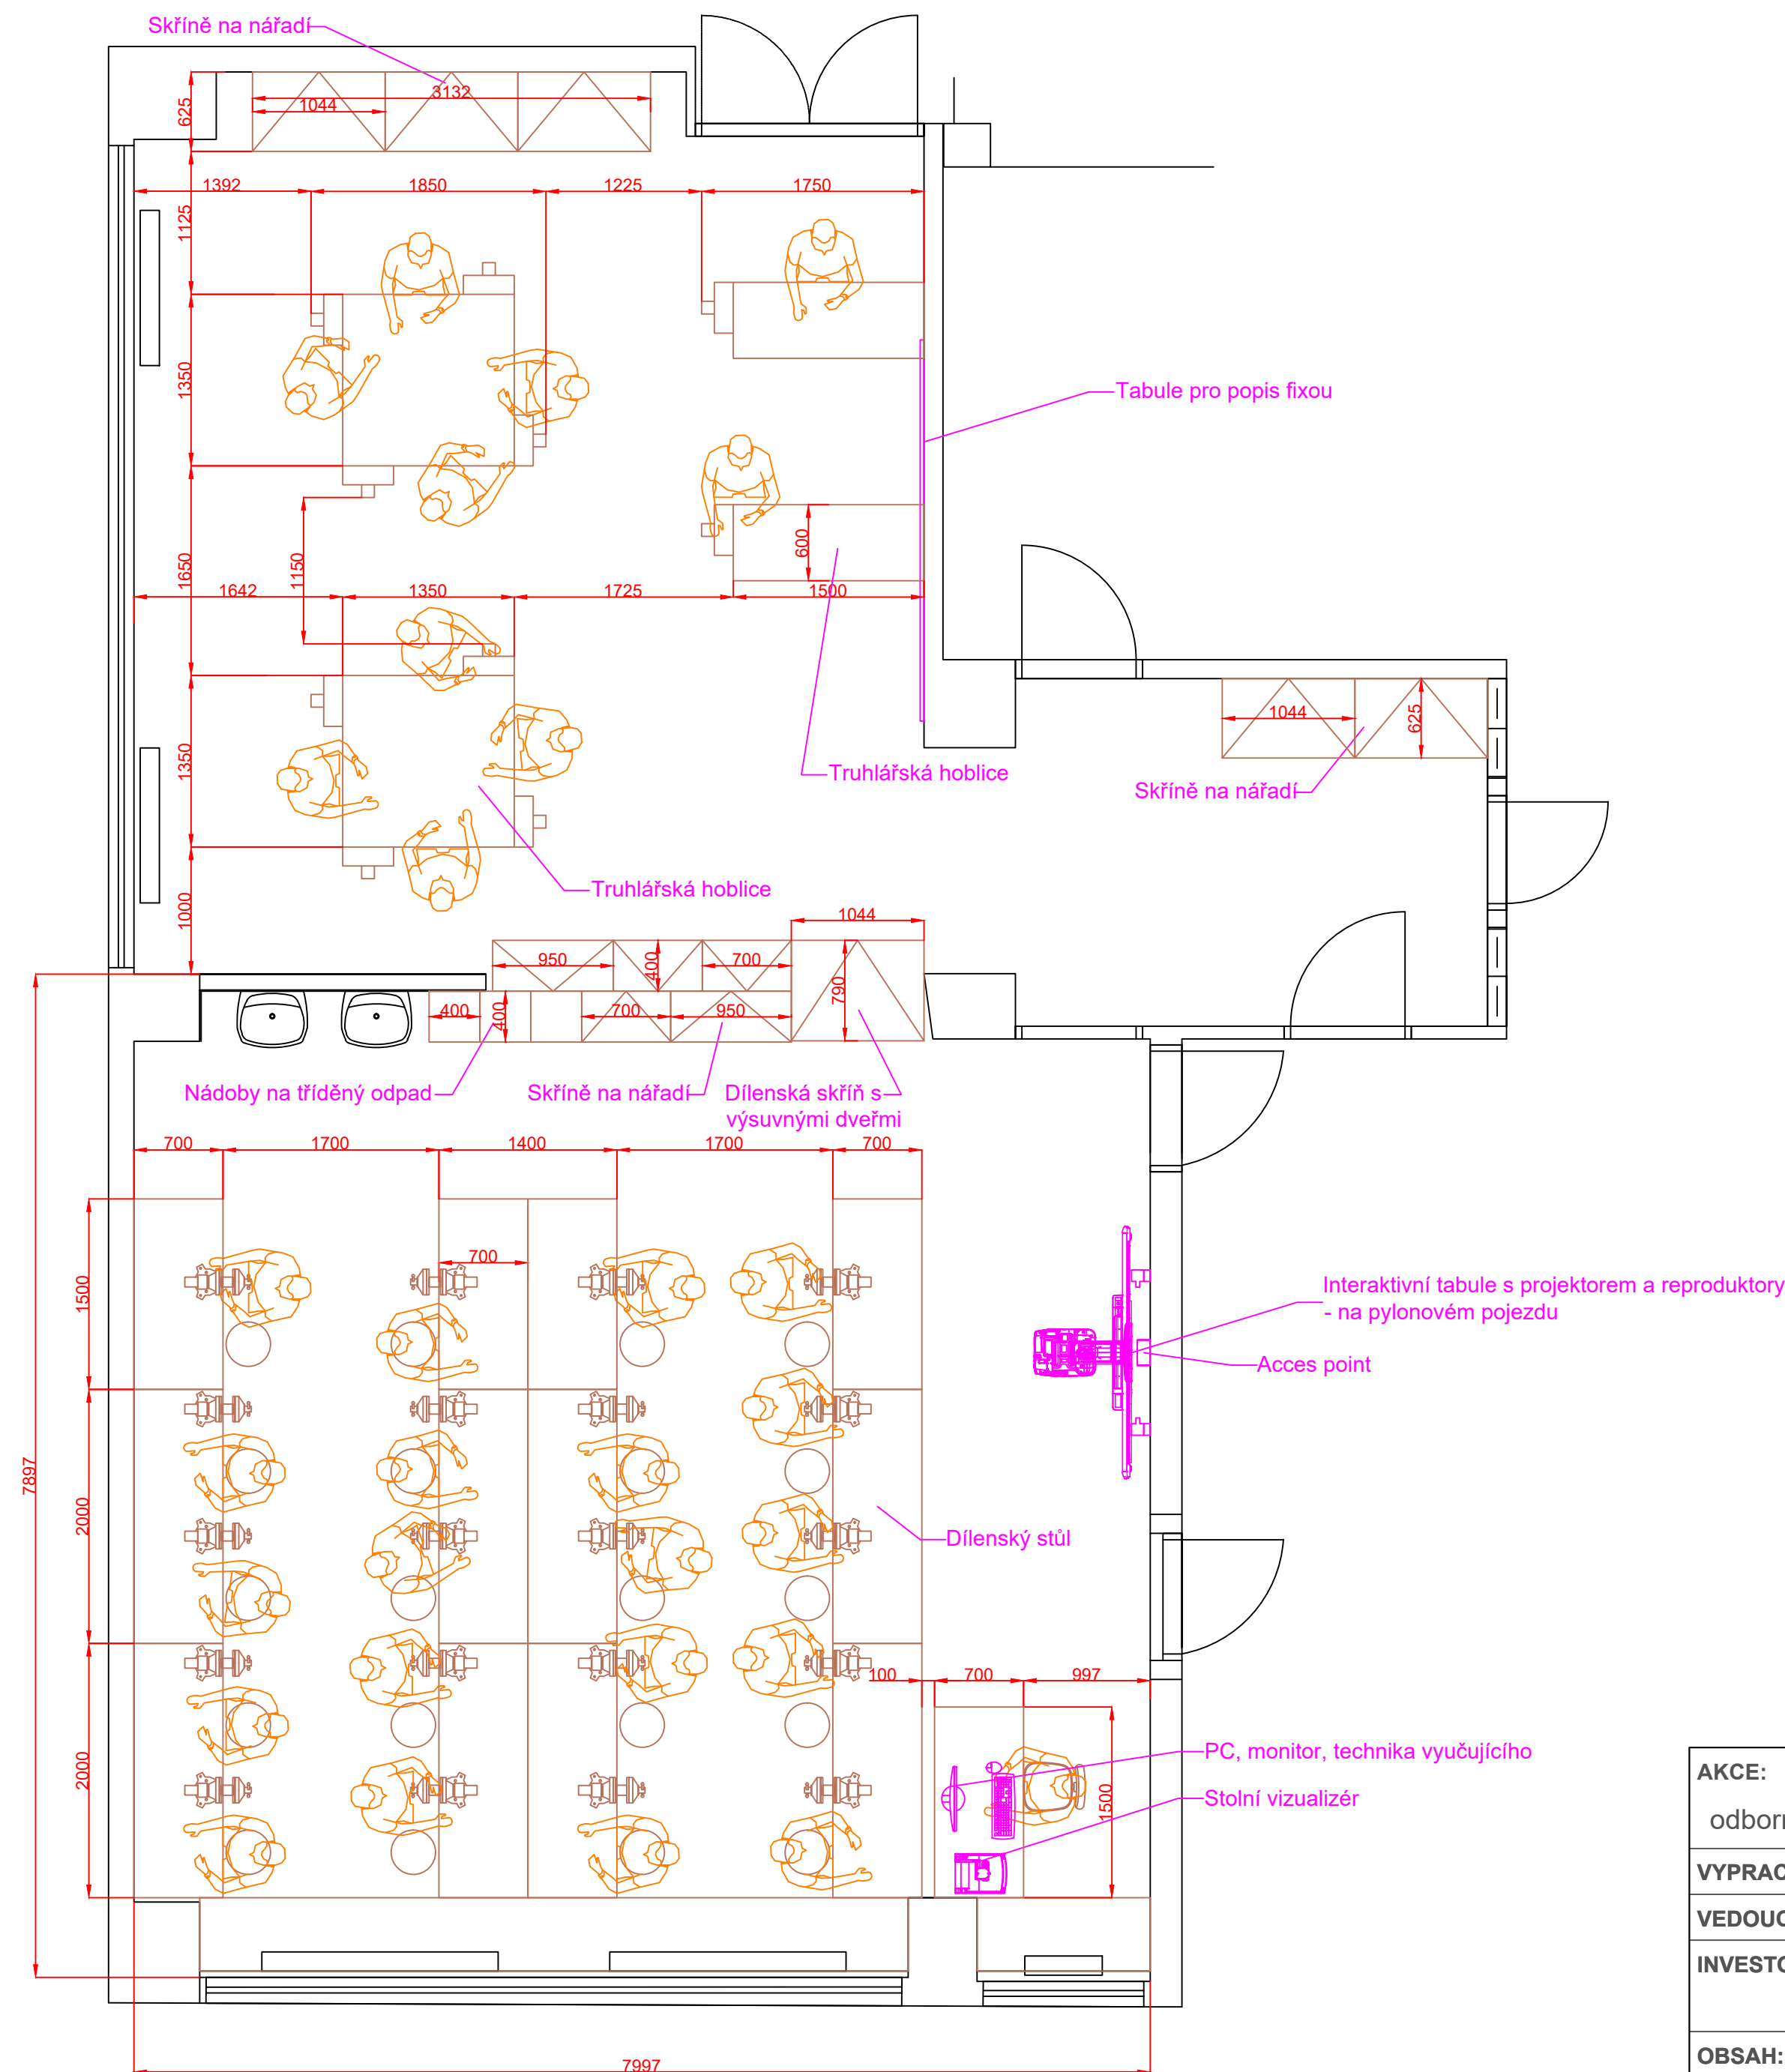 Skříně na nářadí
3132
1044
625
1392
1850
1225
1750
1125
1350
Tabule pro popis fixou
600
1650
1150
1642
1350
1725
1500
1044
625
1350
Truhlářská hoblice
Skříně na nářadí
Truhlářská hoblice
1000
1044
950
400
700
790
400
400
700
950
Nádoby na tříděný odpad
Skříně na nářadí
Dílenská skříň s
výsuvnými dveřmi
700
1700
1400
1700
700
700
1500
Interaktivní tabule s projektorem a reproduktory
- na pylonovém pojezdu
Acces point
7897
2000
Dílenský stůl
100
700
997
2000
1500
PC, monitor, technika vyučujícího
Stolní vizualizér
AKCE:
VYPRAC
VEDOUC
INVESTO
OBSAH:
7997